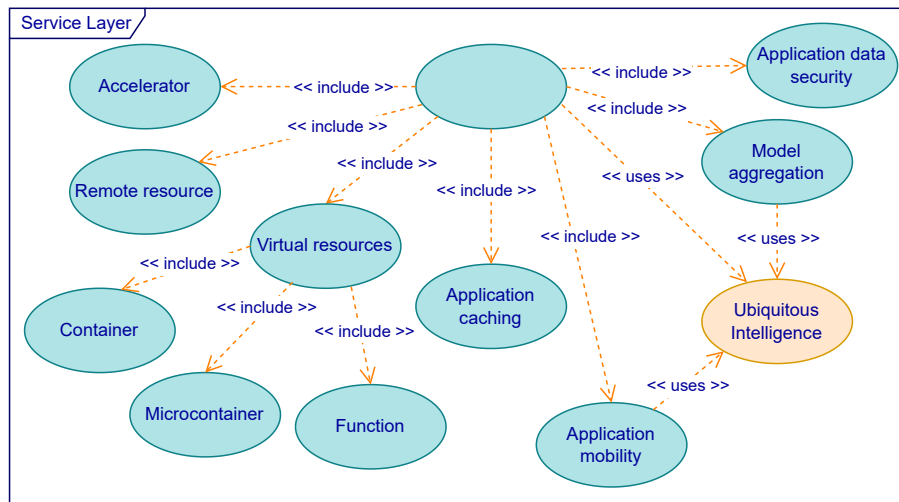 Service Layer
Accelerator
<< include >>
<< include >>
Application data
security
<< include >>
<< include >>
Remote resource
<< include >>
<< include >>
<< uses >>
Model
aggregation
Virtual resources
<< include >>
<< uses >>
<< include >>
Container
<< include >>
<< include >>
Application
caching
Ubiquitous
Intelligence
Microcontainer
Function
<< uses >>
Application
mobility